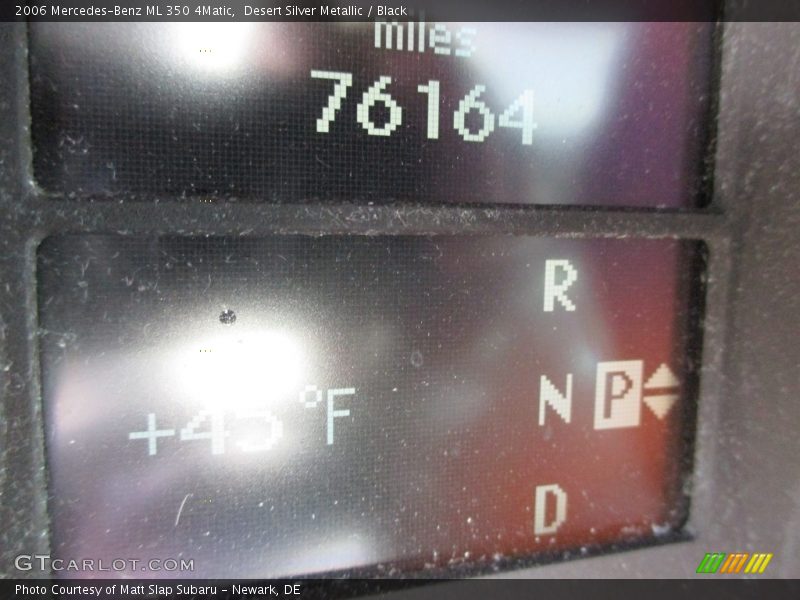 2006 Mercedes-Benz ML 350 4Matic,  Desert Silver Metallic / Black
miles
76164
R
N P
+45°F
D
GTCARLOT.COM
Photo Courtesy of Matt Slap Subaru - Newark, DE